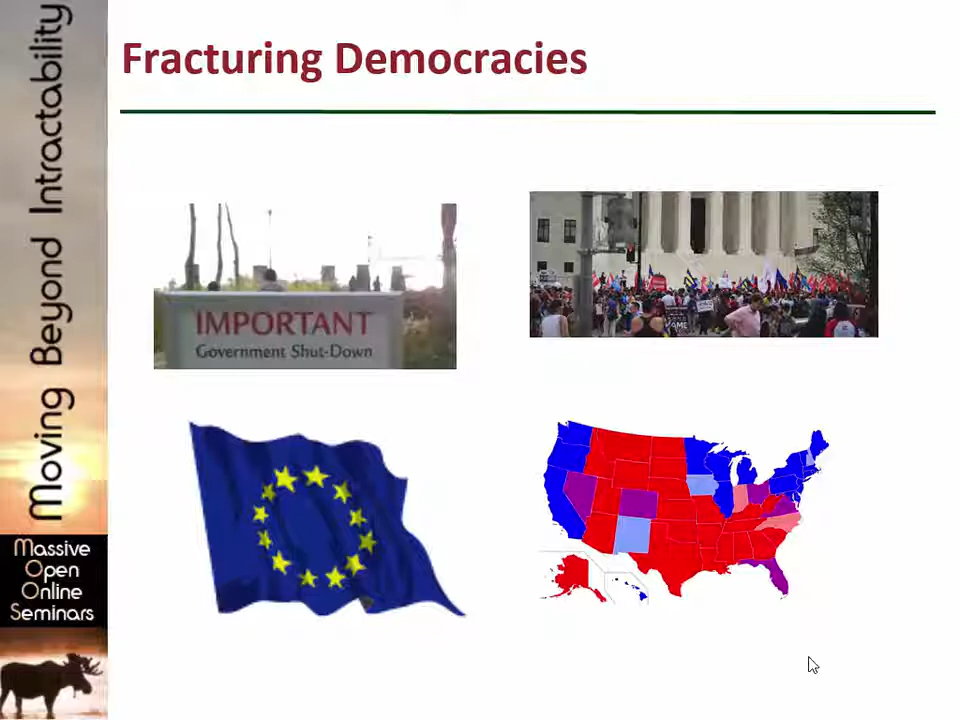 Fracturing Democracies
Moving Beyond Intractability
IMPORTANT
Government Shut-Down
Massive
Open
Online
Seminars